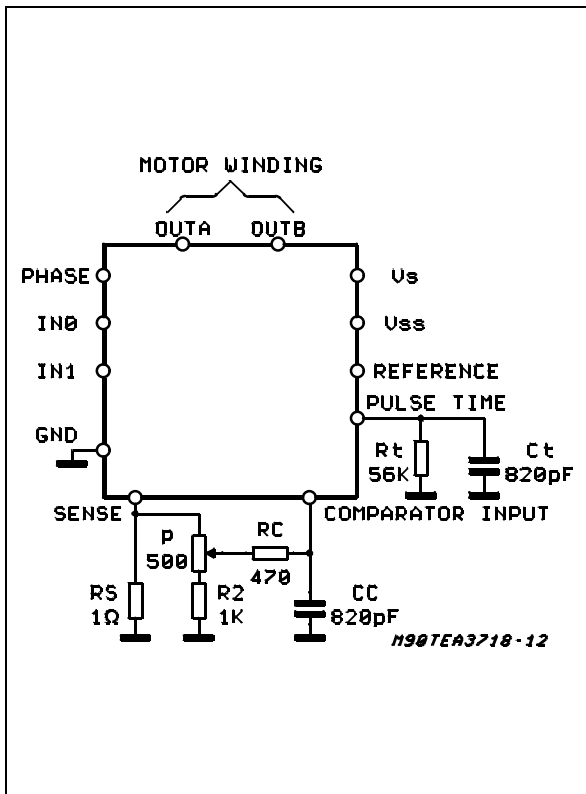 MOTOR WINDING
OUTA OUTB
PHASE
Vs
IN0
Vss
IN1
REFERENCE
PULSE TIME
GND
Rt
56K
Ct
820pF
SENSE
COMPARATOR INPUT
P
500
RC
470
RS
1Ω
R2
1K
CC
820pF
M90TEA3718-12